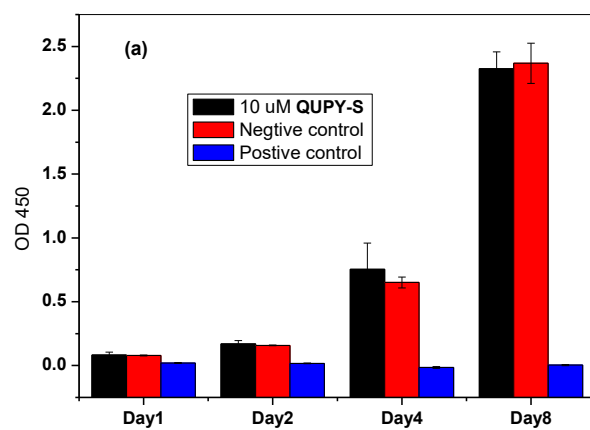 (a)
10 uM QUPY-S
Negtive control
Postive control
OD 450
2.5
2.0
1.5
1.0
0.5
0.0
Day1 Day2 Day4 Day8